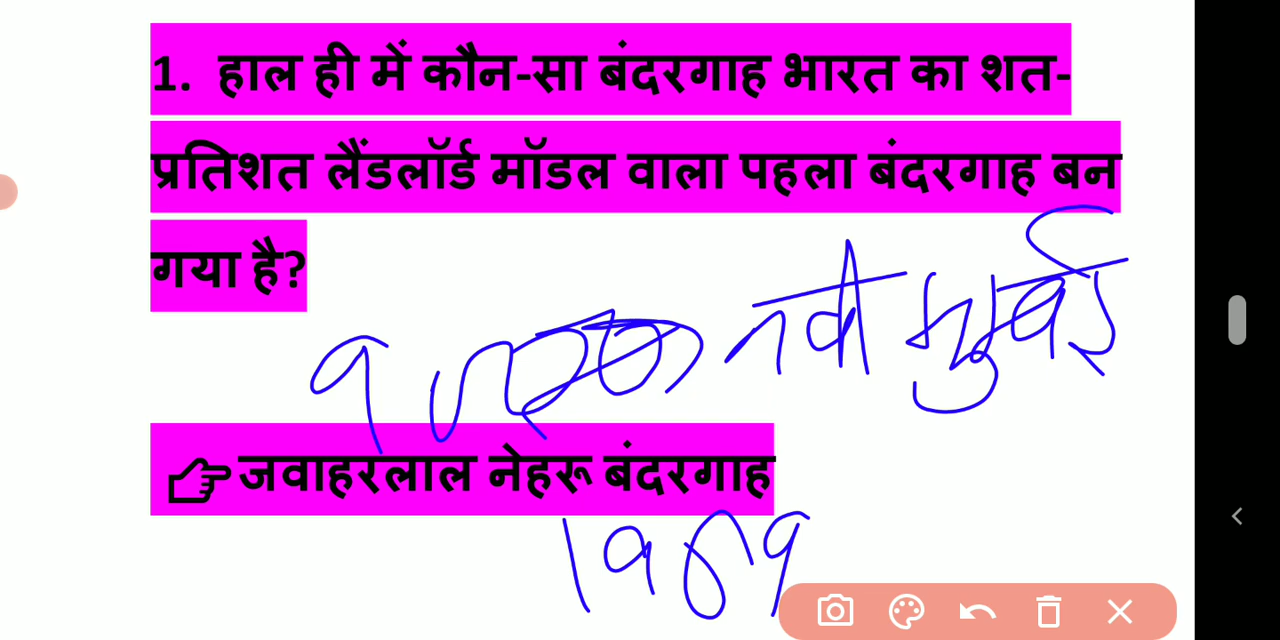 1. हाल ही में कौन-सा बंदरगाह भारत का शत-
प्रतिशत लैंडलॉर्ड मॉडल वाला पहला बंदरगाह बन
गया है?
नवी मुंबई
जवाहरलाल नेहरू बंदरगाह
1989